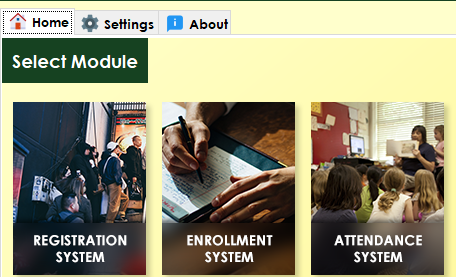 Home Settings About
Select Module
REGISTRATION
SYSTEM
ENROLLMENT
SYSTEM
ATTENDANCE
SYSTEM